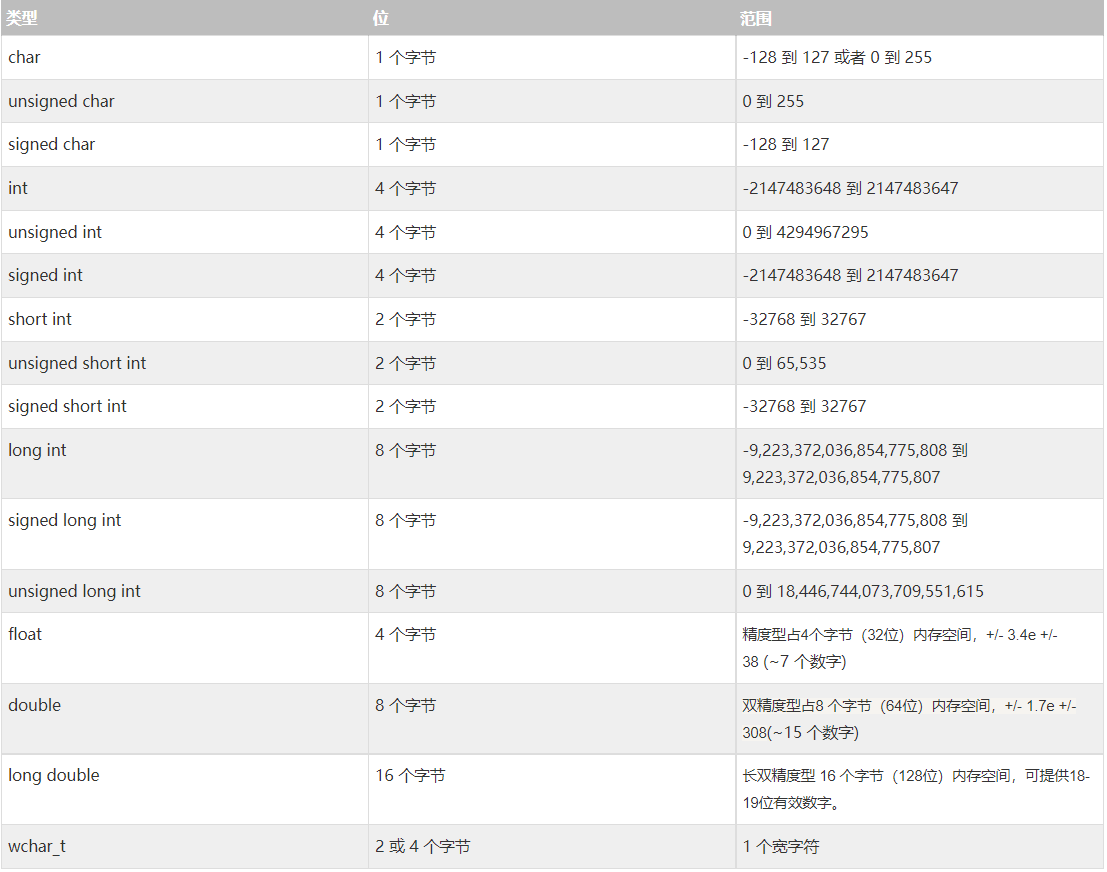 类型 位 范围
char 1 个字节 -128 到 127 或者 0 到 255
unsigned char 1 个字节 0 到 255
signed char 1 个字节 -128 到 127
int 4 个字节 -2147483648 到 2147483647
unsigned int 4 个字节 0 到 4294967295
signed int 4 个字节 -2147483648 到 2147483647
short int 2 个字节 -32768 到 32767
unsigned short int 2 个字节 0 到 65,535
signed short int 2 个字节 -32768 到 32767
long int 8 个字节 -9,223,372,036,854,775,808 到
9,223,372,036,854,775,807
signed long int 8 个字节 -9,223,372,036,854,775,808 到
9,223,372,036,854,775,807
unsigned long int 8 个字节 0 到 18,446,744,073,709,551,615
float 4 个字节 精度型占4个字节（32位）内存空间，+/- 3.4e +/-
38 (~7 个数字)
double 8 个字节 双精度型占8 个字节（64位）内存空间，+/- 1.7e +/-
308(~15 个数字)
long double 16 个字节 长双精度型 16 个字节（128位）内存空间，可提供18-
19位有效数字。
wchar_t 2 或 4 个字节 1 个宽字符